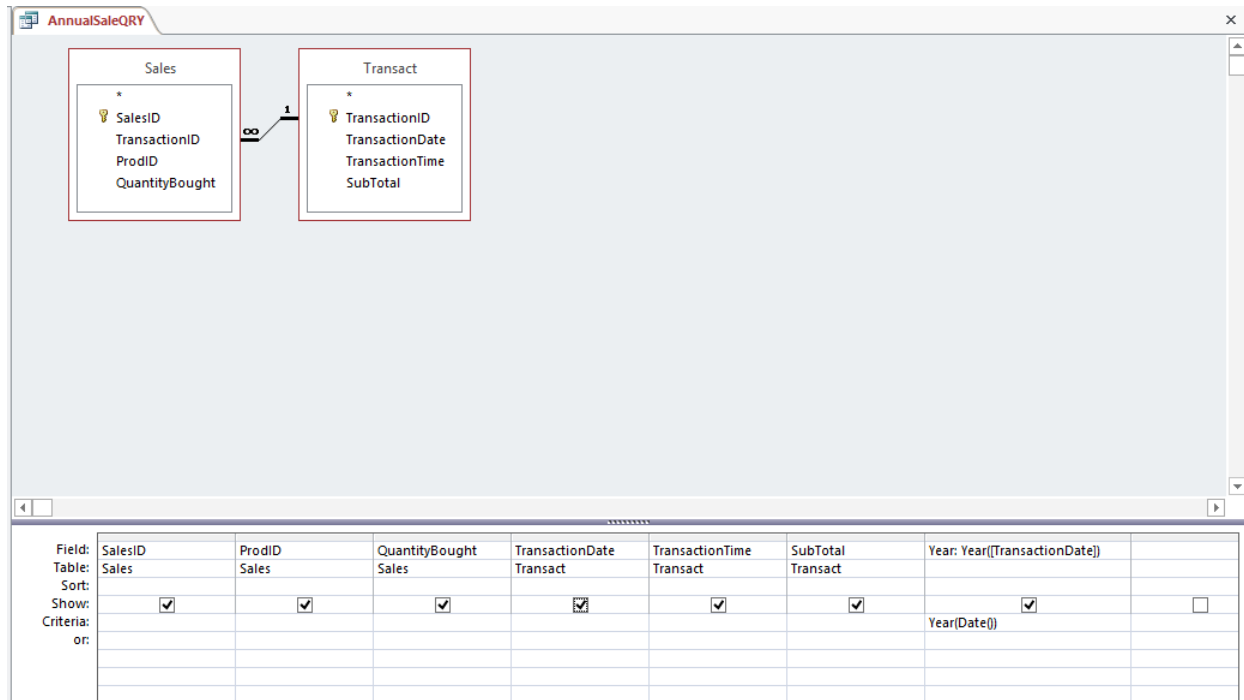 AnnualSaleQRY
Sales
*
SalesID
TransactionID
ProdID
QuantityBought
∞
1
Transact
*
TransactionID
TransactionDate
TransactionTime
SubTotal
Field: SalesID ProdID QuantityBought TransactionDate TransactionTime SubTotal Year: Year([TransactionDate])
Table: Sales Sales Sales Transact Transact Transact
Sort:
Show:
Criteria: Year(Date())
or: